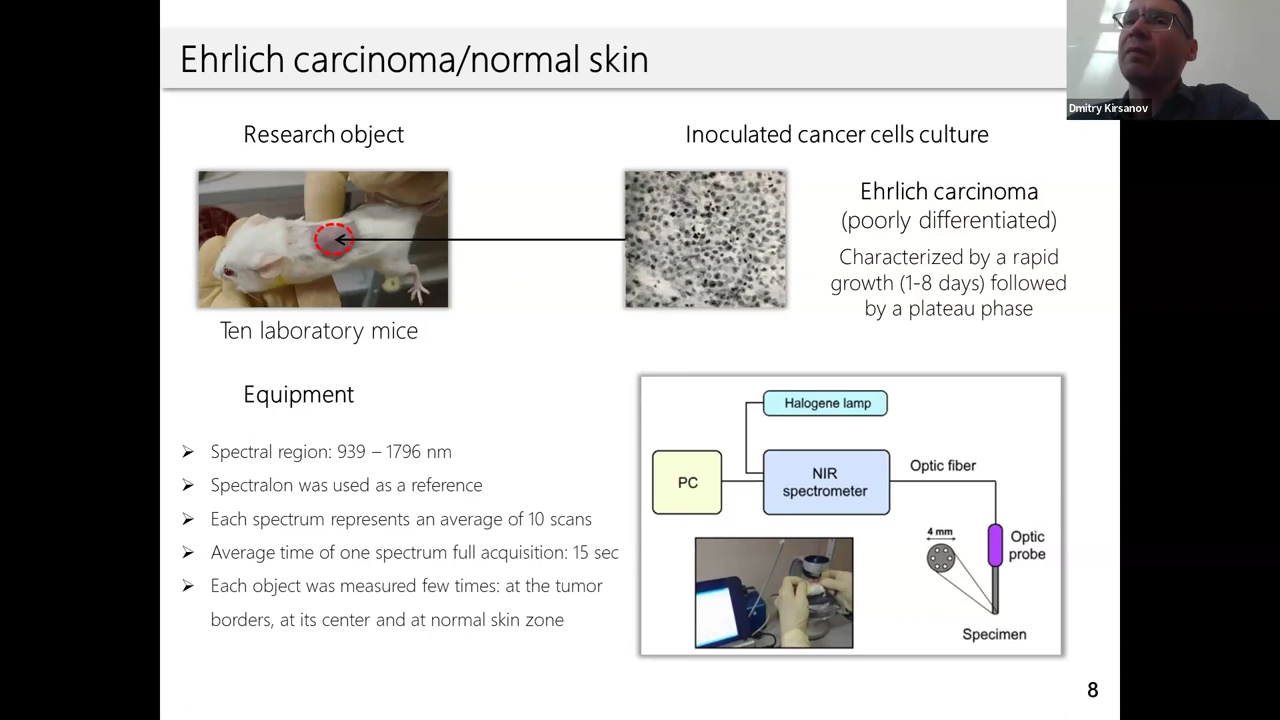 Ehrlich carcinoma/normal skin
Dmitry Kirsanov
Research object
Inoculated cancer cells culture
Ehrlich carcinoma
(poorly differentiated)
Characterized by a rapid
growth (1-8 days) followed
by a plateau phase
Ten laboratory mice
Equipment
➢ Spectral region: 939 – 1796 nm
➢ Spectralon was used as a reference
➢ Each spectrum represents an average of 10 scans
➢ Average time of one spectrum full acquisition: 15 sec
➢ Each object was measured few times: at the tumor
borders, at its center and at normal skin zone
Halogene lamp
PC
NIR
spectrometer
Optic fiber
4 mm
Optic
probe
Specimen
8